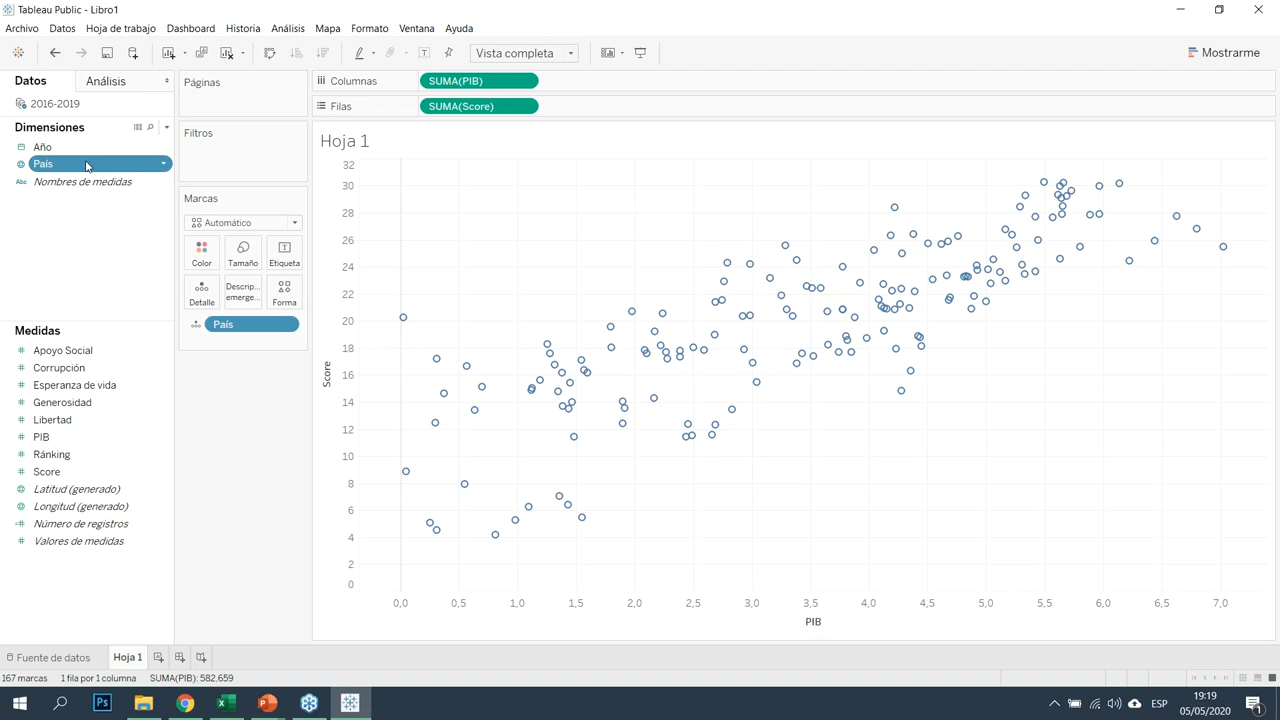 Tableau Public - Libro1
Archivo Datos Hoja de trabajo Dashboard Historia Análisis Mapa Formato Ventana Ayuda
Vista completa
Mostrarme
Datos Análisis
2016-2019
Dimensiones
Año
País
Abc Nombres de medidas
Medidas
Apoyo Social
Corrupción
Esperanza de vida
Generosidad
Libertad
PIB
Ránking
Score
Latitud (generado)
Longitud (generado)
Número de registros
Valores de medidas
Páginas
Filtros
Marcas
Automático
Color Tamaño Etiqueta
Detalle Descrip... emerge... Forma
País
Columnas SUMA(PIB)
Filas SUMA(Score)
Hoja 1
32
30
28
26
24
22
20
18
16
14
12
10
8
6
4
2
0
Score
0,0 0,5 1,0 1,5 2,0 2,5 3,0 3,5 4,0 4,5 5,0 5,5 6,0 6,5 7,0
PIB
Fuente de datos Hoja 1
167 marcas 1 fila por 1 columna SUMA(PIB): 582.659
Ps
ESP
19:19
05/05/2020
1